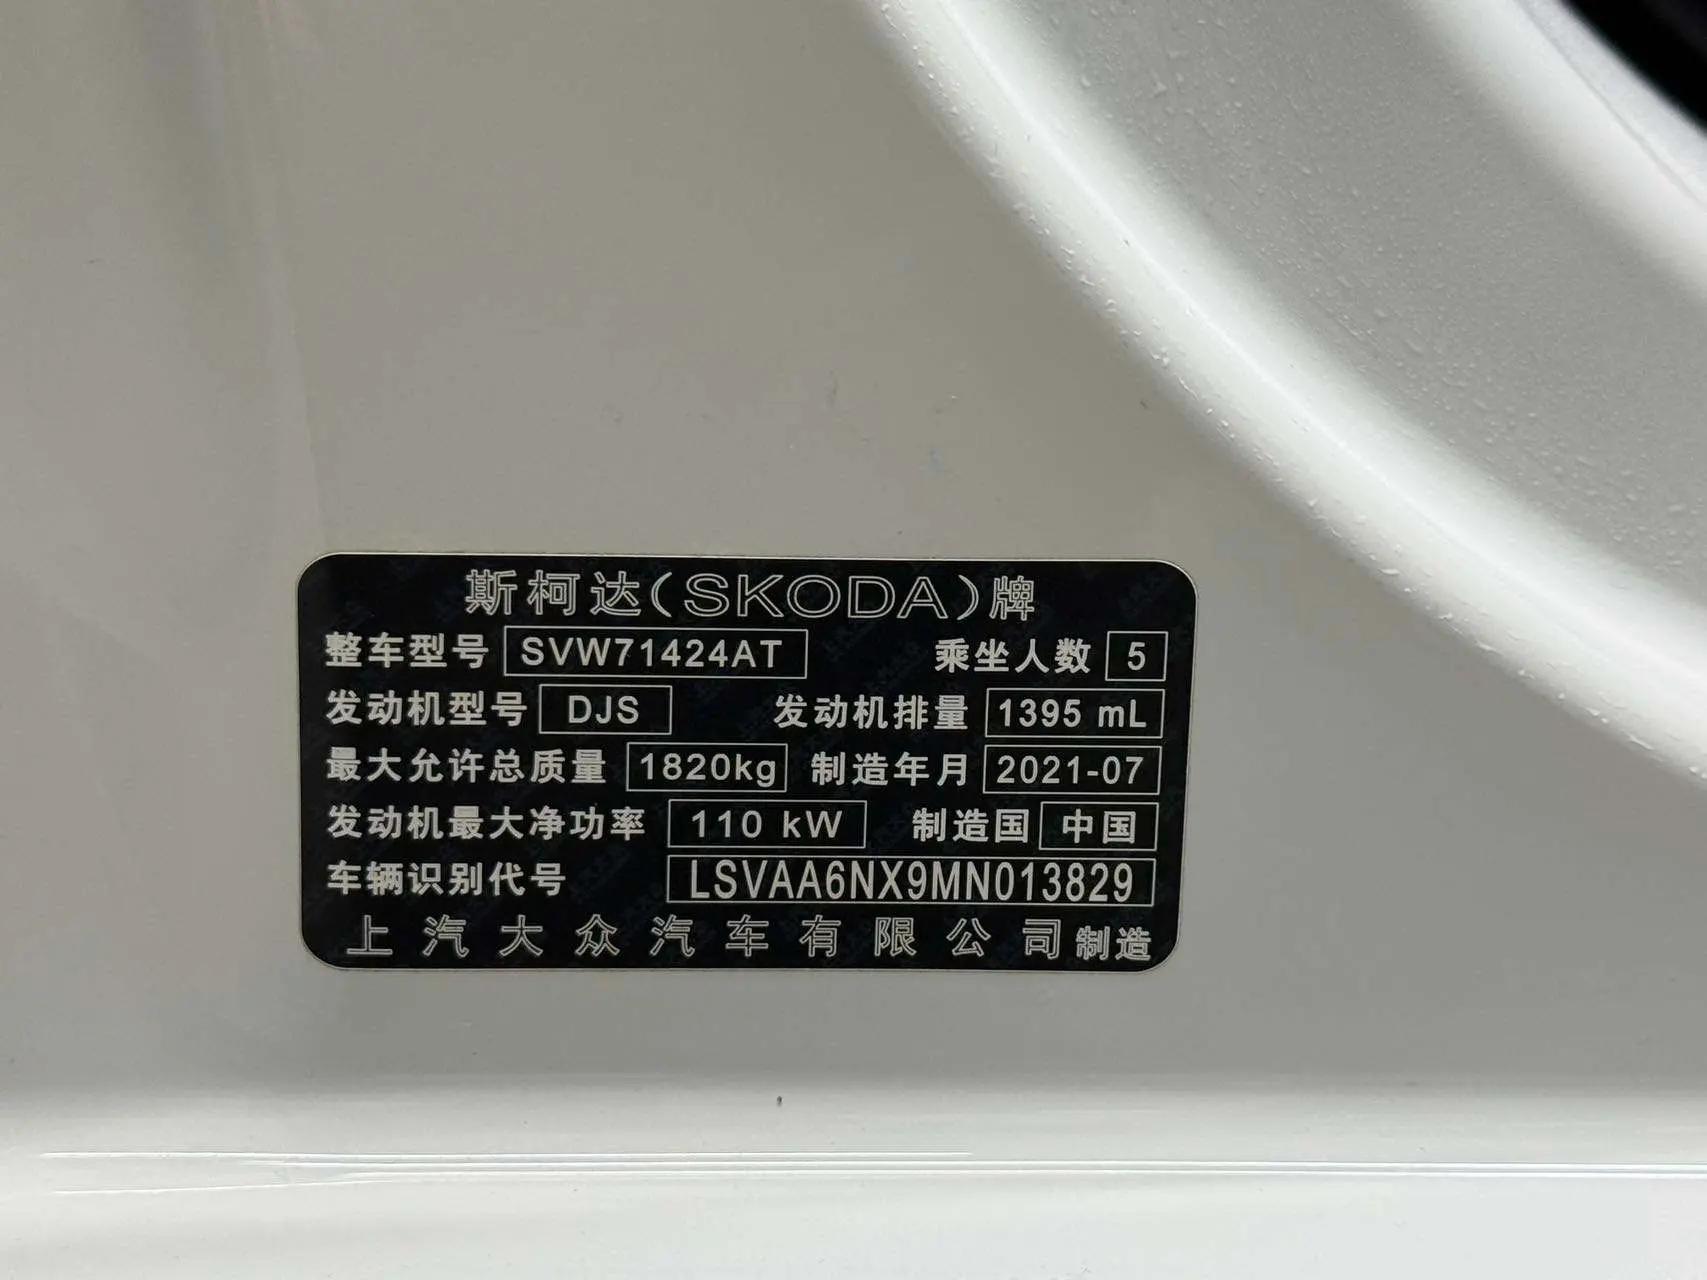 斯柯达(SKODA)牌
整车型号 SVW71424AT 乘坐人数 5
发动机型号 DJS 发动机排量 1395 mL
最大允许总质量 1820kg 制造年月 2021-07
发动机最大净功率 110 kW 制造国 中国
车辆识别代号 LSVAA6NX9MN013829
上汽大众汽车有限公司制造